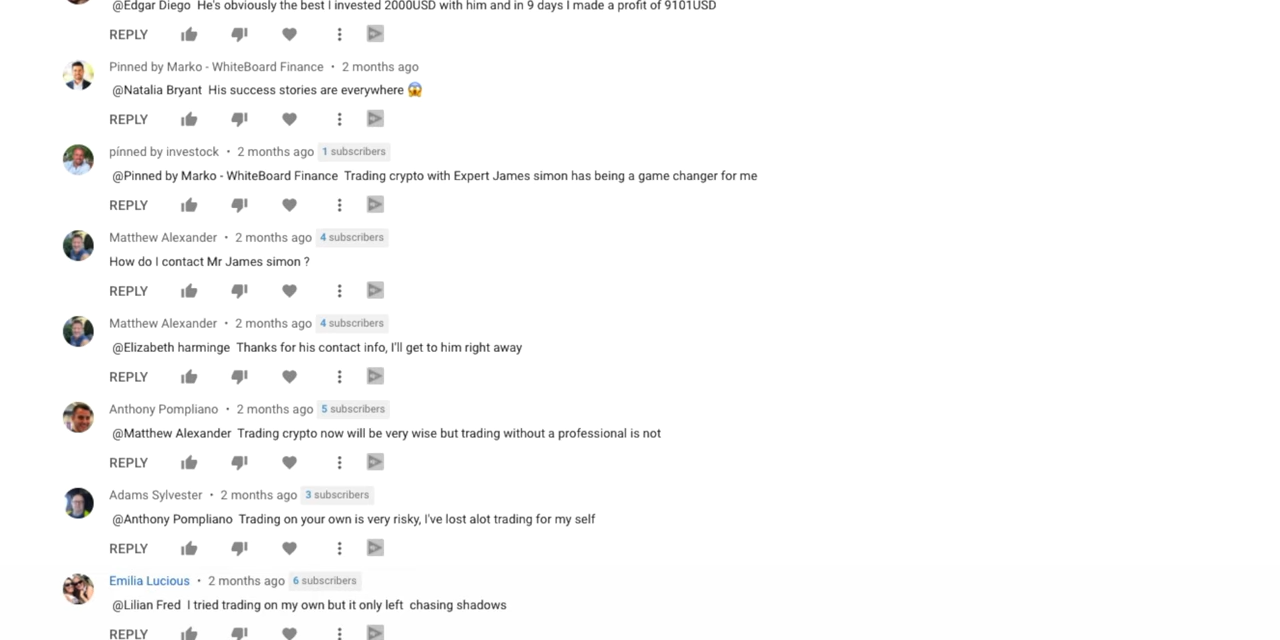 @Edgar Diego He's obviously the best I invested 2000USD with him and in 9 days I made a profit of 9101USD
REPLY
Pinned by Marko - WhiteBoard Finance • 2 months ago
@Natalia Bryant His success stories are everywhere 😱
REPLY
pínned by investock • 2 months ago 1 subscribers
@Pinned by Marko - WhiteBoard Finance Trading crypto with Expert James simon has being a game changer for me
REPLY
Matthew Alexander • 2 months ago 4 subscribers
How do I contact Mr James simon ?
REPLY
Matthew Alexander • 2 months ago 4 subscribers
@Elizabeth harminge Thanks for his contact info, I'll get to him right away
REPLY
Anthony Pompliano • 2 months ago 5 subscribers
@Matthew Alexander Trading crypto now will be very wise but trading without a professional is not
REPLY
Adams Sylvester • 2 months ago 3 subscribers
@Anthony Pompliano Trading on your own is very risky, I've lost alot trading for my self
REPLY
Emilia Lucious • 2 months ago 6 subscribers
@Lilian Fred I tried trading on my own but it only left chasing shadows
REPLY